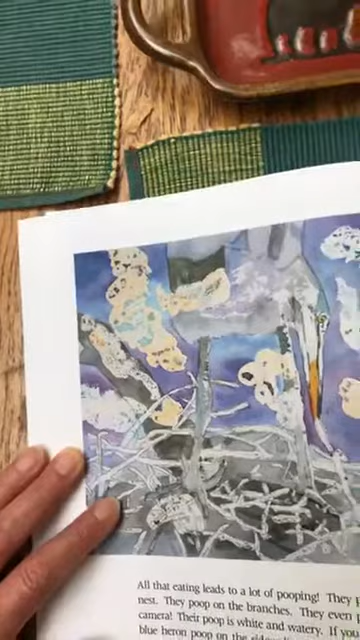 All that eating leads to a lot of pooping! They
nest. They poop on the branches. They even
camera! Their poop is white and watery. If
blue heron poop on the